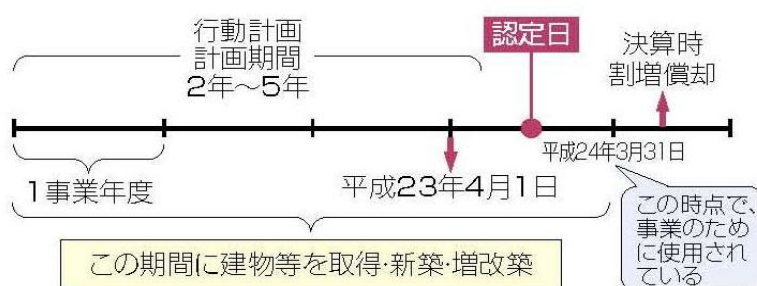 行動計画
計画期間
2年～5年
認定日
決算時
割増償却
平成24年3月31日
1事業年度
平成23年4月1日
この時点で、
事業のため
に使用され
ている
この期間に建物等を取得・新築・増改築